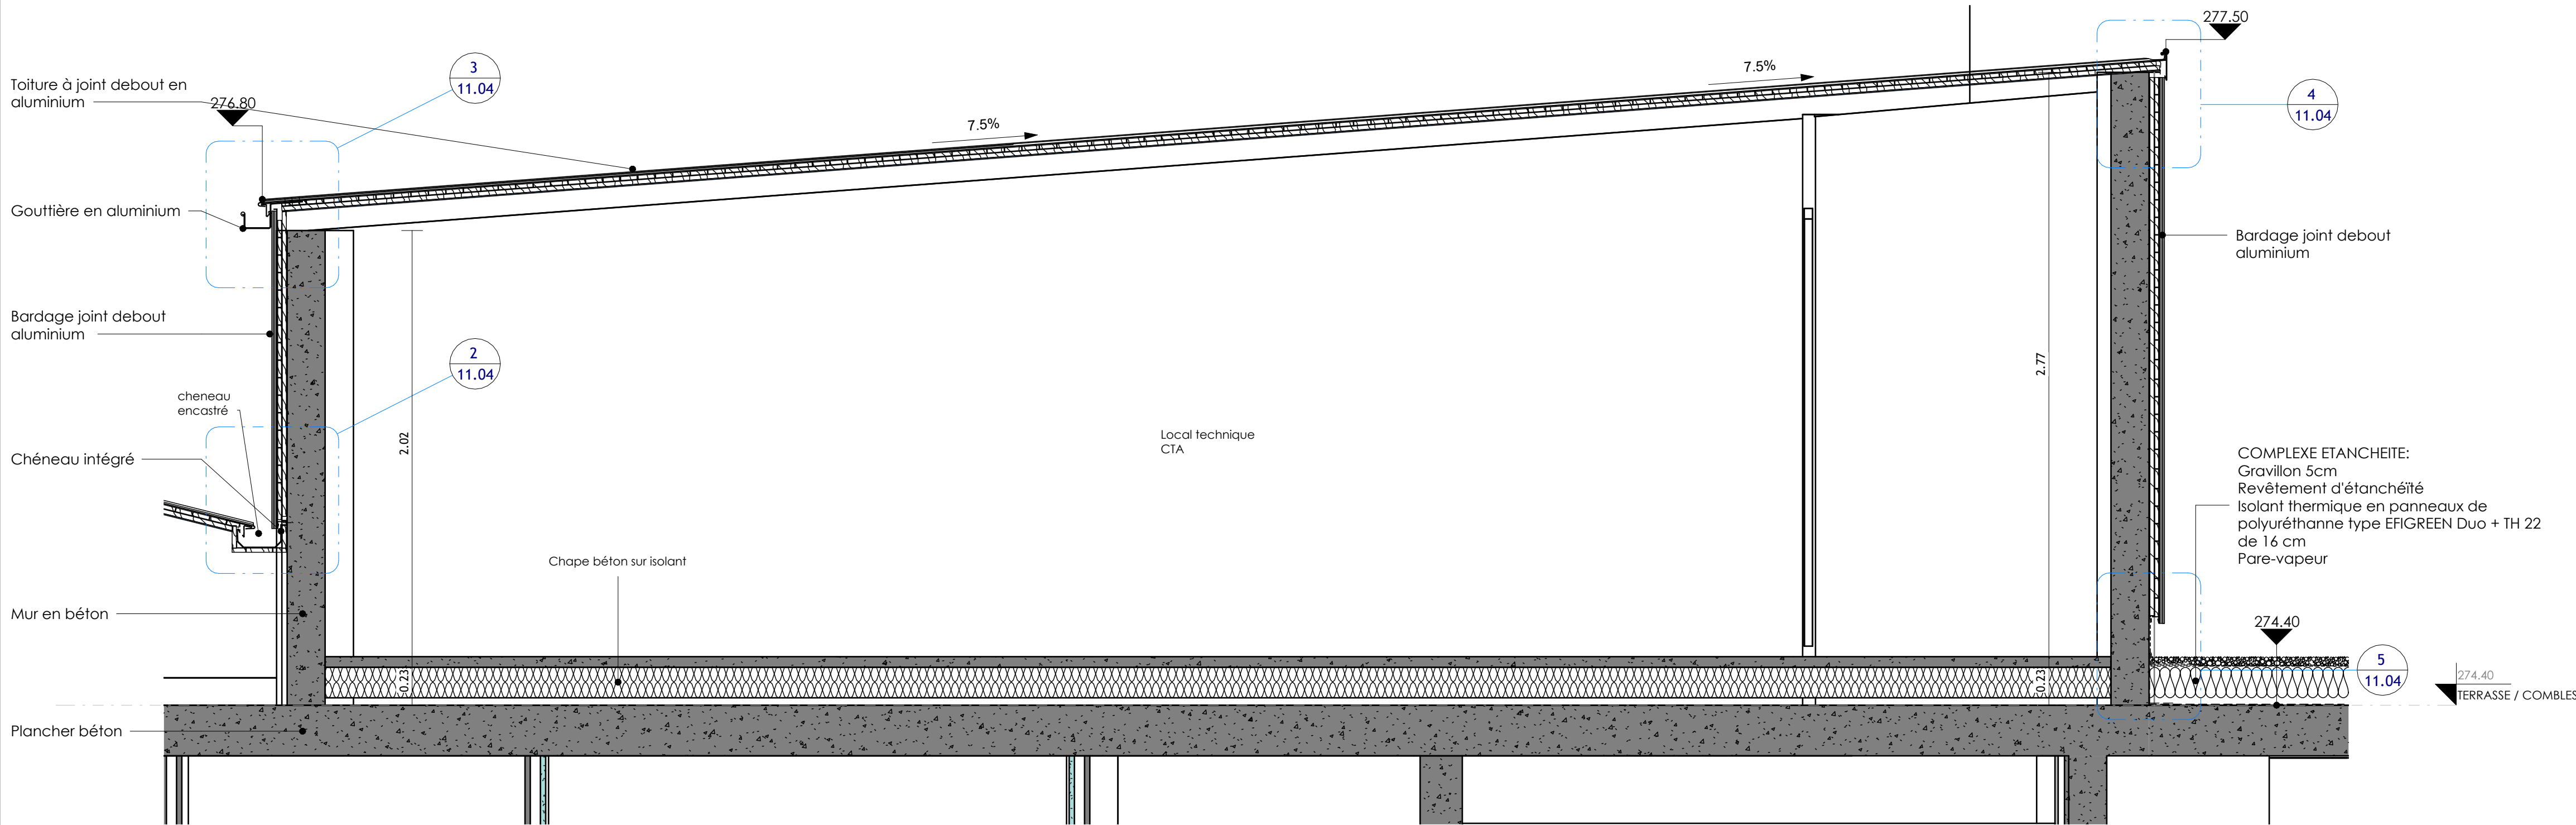 277.50
3
11.04
Toiture à joint debout en
aluminium
276.80
7.5%
7.5%
4
11.04
Gouttière en aluminium
Bardage joint debout
aluminium
Bardage joint debout
aluminium
2
11.04
cheneau
encastré
2.02
2.77
Local technique
CTA
Chéneau intégré
COMPLEXE ETANCHEITE:
Gravillon 5cm
Revêtement d'étanchéïté
Isolant thermique en panneaux de
polyuréthanne type EFIGREEN Duo + TH 22
de 16 cm
Pare-vapeur
Chape béton sur isolant
Mur en béton
274.40
5
11.04
0.23
0.23
274.40
TERRASSE / COMBLES
Plancher béton